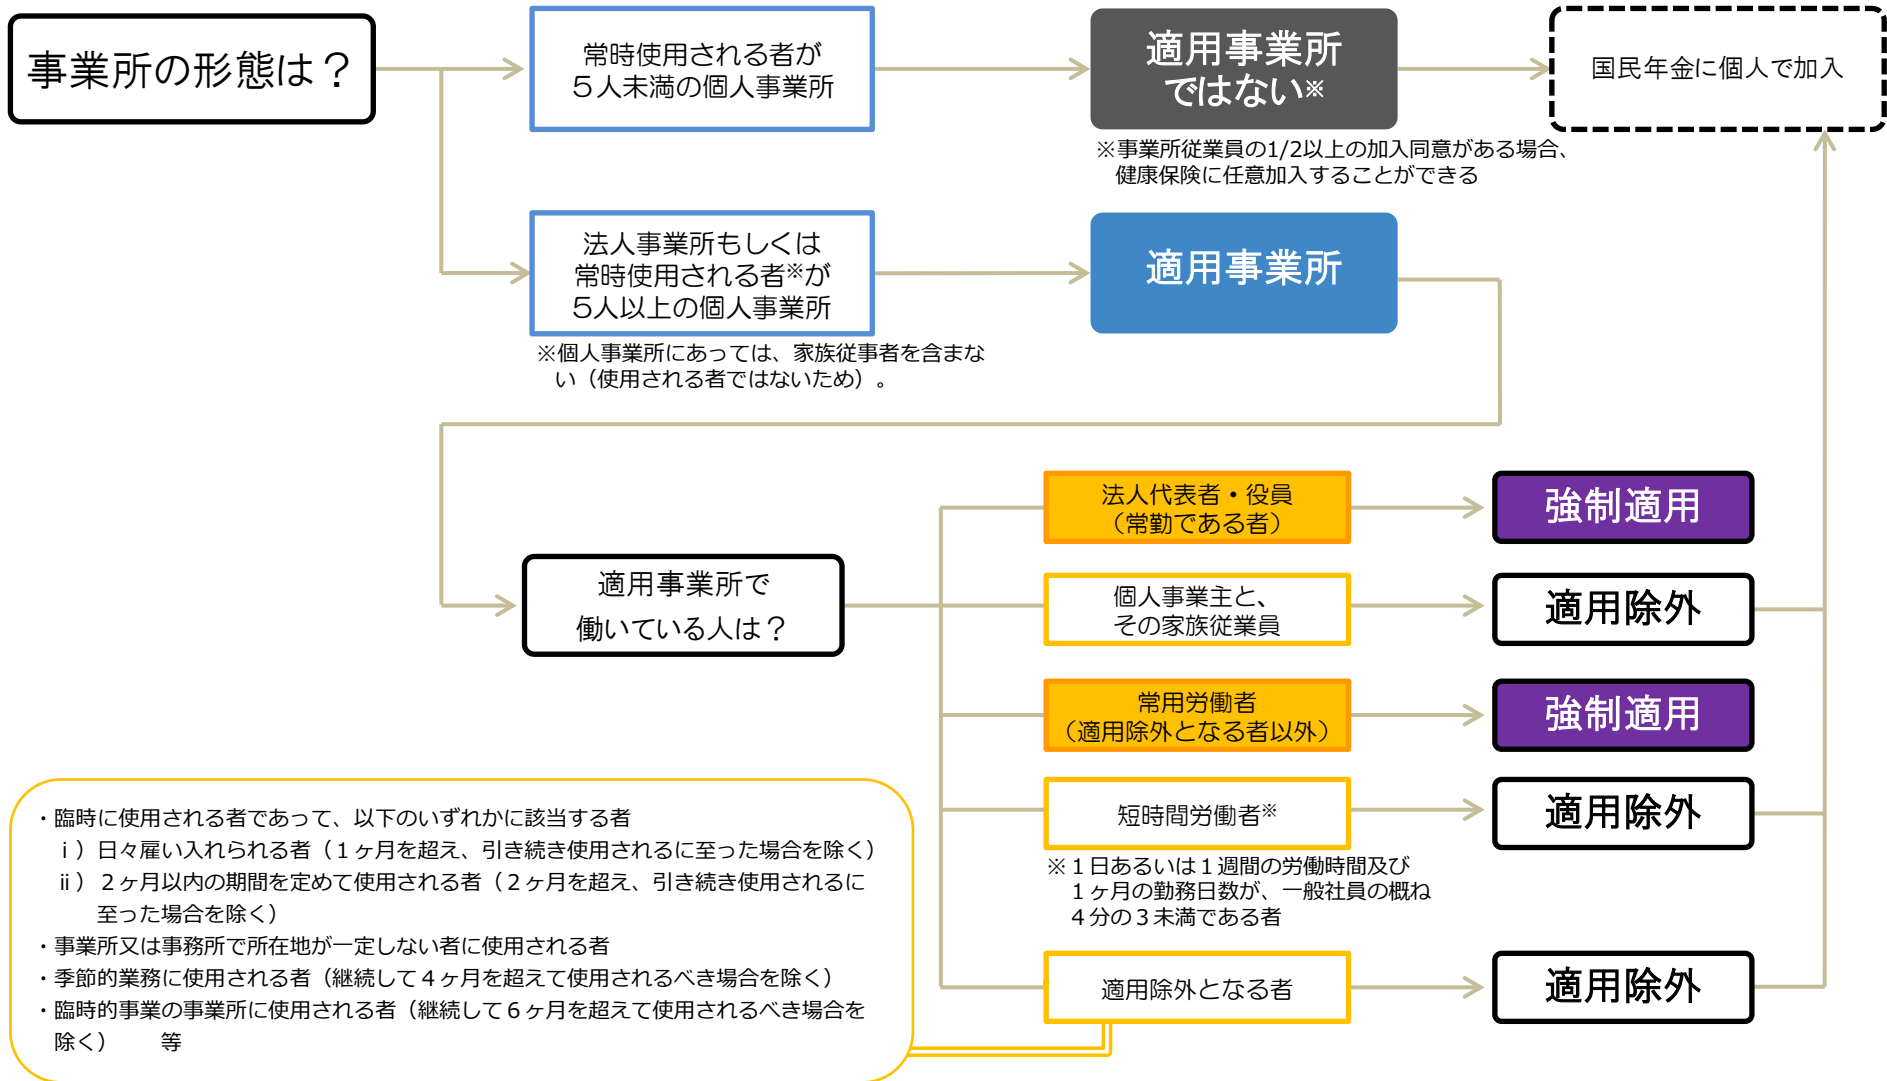 事業所の形態は？
常時使用される者が
５人未満の個人事業所
適用事業所
ではない※
国民年金に個人で加入
※事業所従業員の1/2以上の加入同意がある場合、
健康保険に任意加入することができる
法人事業所もしくは
常時使用される者※が
５人以上の個人事業所
適用事業所
※個人事業所にあっては、家族従事者を含まな
い（使用される者ではないため）。
適用事業所で
働いている人は？
法人代表者・役員
（常勤である者）
強制適用
個人事業主と、
その家族従業員
適用除外
常用労働者
（適用除外となる者以外）
強制適用
短時間労働者※
適用除外
※１日あるいは１週間の労働時間及び
１ヶ月の勤務日数が、一般社員の概ね
４分の３未満である者
適用除外となる者
適用除外
・臨時に使用される者であって、以下のいずれかに該当する者
ⅰ）日々雇い入れられる者（１ヶ月を超え、引き続き使用されるに至った場合を除く）
ⅱ）２ヶ月以内の期間を定めて使用される者（２ヶ月を超え、引き続き使用されるに
至った場合を除く）
・事業所又は事務所で所在地が一定しない者に使用される者
・季節的業務に使用される者（継続して４ヶ月を超えて使用されるべき場合を除く）
・臨時的事業の事業所に使用される者（継続して６ヶ月を超えて使用されるべき場合を
除く）　　等